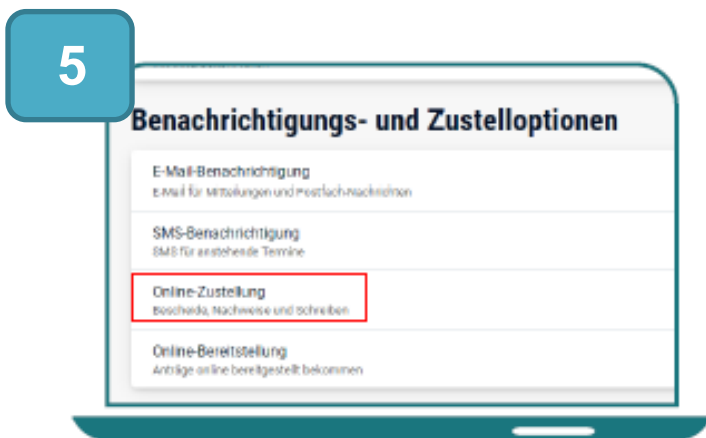 5
Benachrichtigungs- und Zustelloptionen
E-Mail-Benachrichtigung
E-Mail für Mitteilungen und Postfach-Nachrichten
SMS-Benachrichtigung
SMS für anstehende Termine
Online-Zustellung
Bescheide, Nachweise und Schreiben
Online-Bereitstellung
Anträge online bereitgestellt bekommen